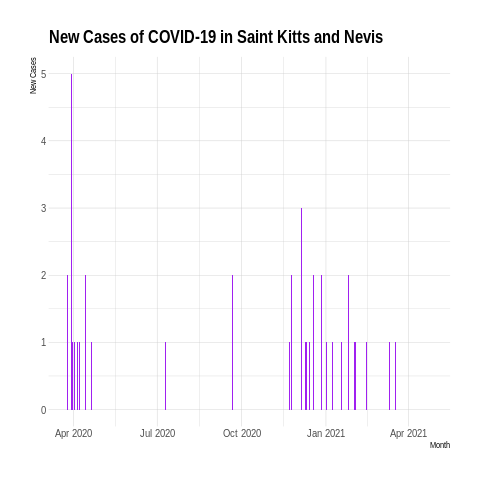 New Cases of COVID-19 in Saint Kitts and Nevis
New Cases
5
4
3
2
1
0
Apr 2020 Jul 2020 Oct 2020 Jan 2021 Apr 2021
Month